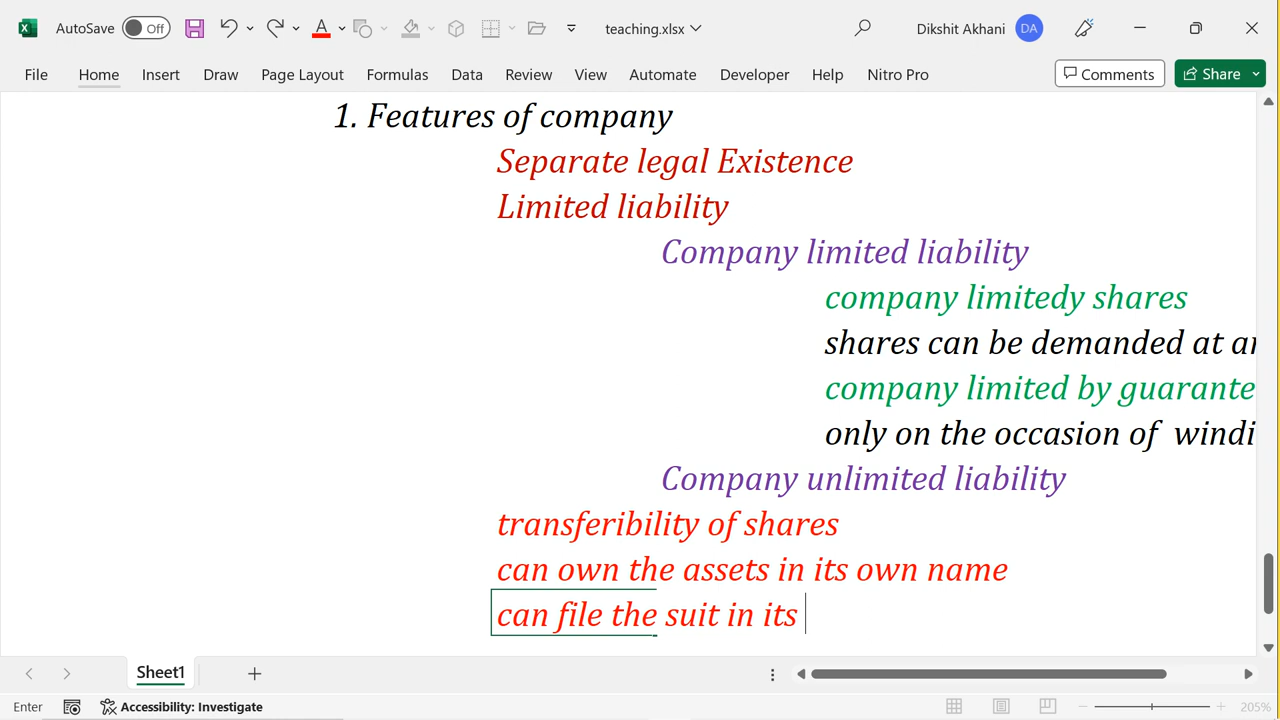 AutoSave Off teaching.xlsx Dikshit Akhani DA
File Home Insert Draw Page Layout Formulas Data Review View Automate Developer Help Nitro Pro Comments Share
1. Features of company
Separate legal Existence
Limited liability
Company limited liability
company limitedy shares
shares can be demanded at
company limited by guarante
only on the occasion of windi
Company unlimited liability
transferibility of shares
can own the assets in its own name
can file the suit in its
Sheet1
Enter Accessibility: Investigate 205%